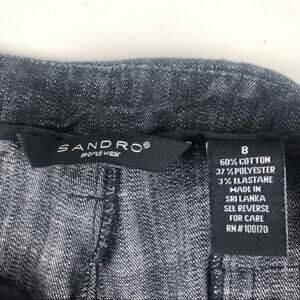 SANDRO®
sportswear
8
60% COTTON
37% POLYESTER
3% ELASTANE
MADE IN
SRI LANKA
SEE REVERSE
FOR CARE
RN#100170